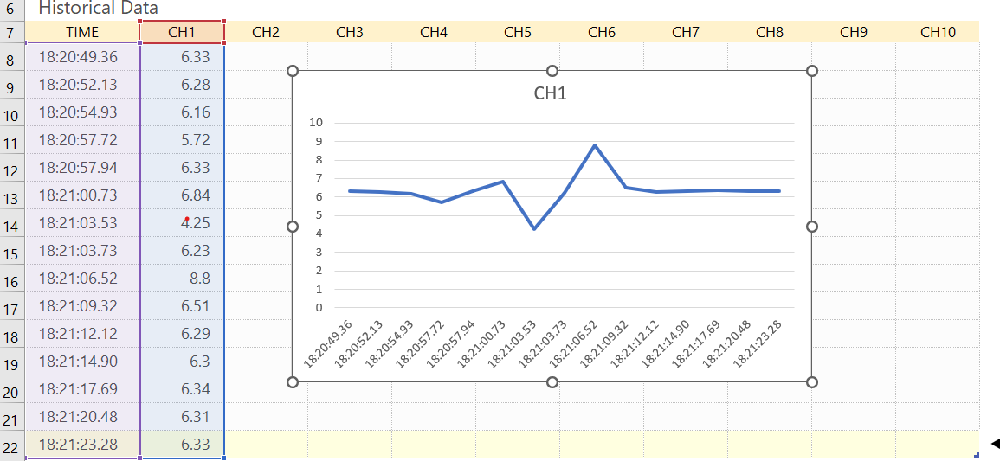 6 Historical Data
7 TIME CH1 CH2 CH3 CH4 CH5 CH6 CH7 CH8 CH9 CH10
8 18:20:49.36 6.33
9 18:20:52.13 6.28
10 18:20:54.93 6.16
11 18:20:57.72 5.72
12 18:20:57.94 6.33
13 18:21:00.73 6.84
14 18:21:03.53 4.25
15 18:21:03.73 6.23
16 18:21:06.52 8.8
17 18:21:09.32 6.51
18 18:21:12.12 6.29
19 18:21:14.90 6.3
20 18:21:17.69 6.34
21 18:21:20.48 6.31
22 18:21:23.28 6.33
CH1
10
9
8
7
6
5
4
3
2
1
0
18:20:49.36 18:20:52.13 18:20:54.93 18:20:57.72 18:20:57.94 18:21:00.73 18:21:03.53 18:21:03.73 18:21:06.52 18:21:09.32 18:21:12.12 18:21:14.90 18:21:17.69 18:21:20.48 18:21:23.28